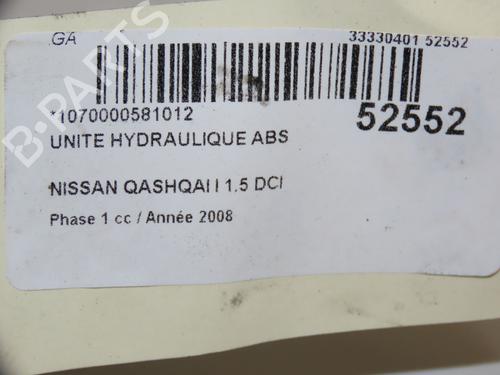 GA 33330401 52552
*1070000581012 52552
UNITE HYDRAULIQUE ABS
NISSAN QASHQAI I 1.5 DCI
Phase 1 cc / Année 2008
B-PARTS